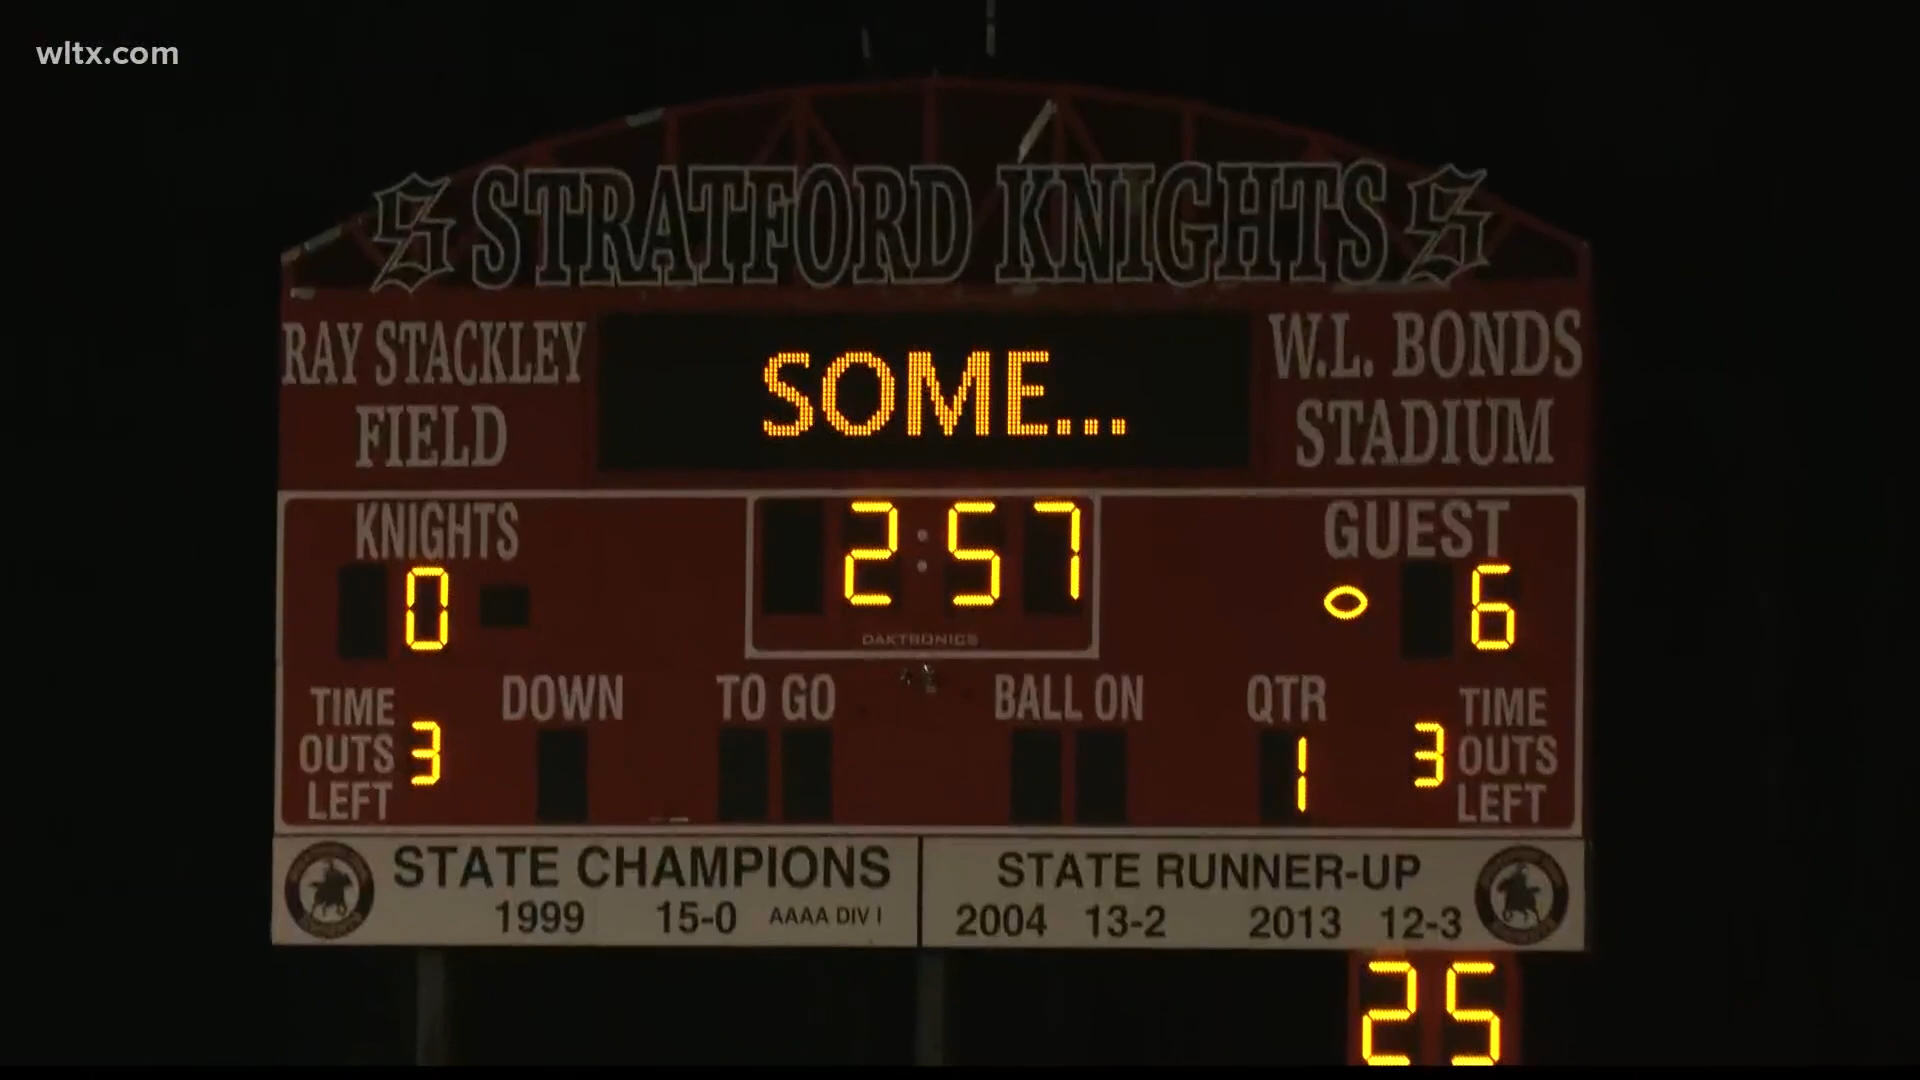 wltx.com
S STRATFORD KNIGHTS S
RAY STACKLEY
FIELD
SOME...
W.L. BONDS
STADIUM
KNIGHTS
0
2:57
DAKTRONICS
GUEST
6
TIME
OUTS
LEFT
3
DOWN
TO GO
BALL ON
QTR
1
3
TIME
OUTS
LEFT
STATE CHAMPIONS
1999 15-0 AAAA DIV I
STATE RUNNER-UP
2004 13-2 2013 12-3
25